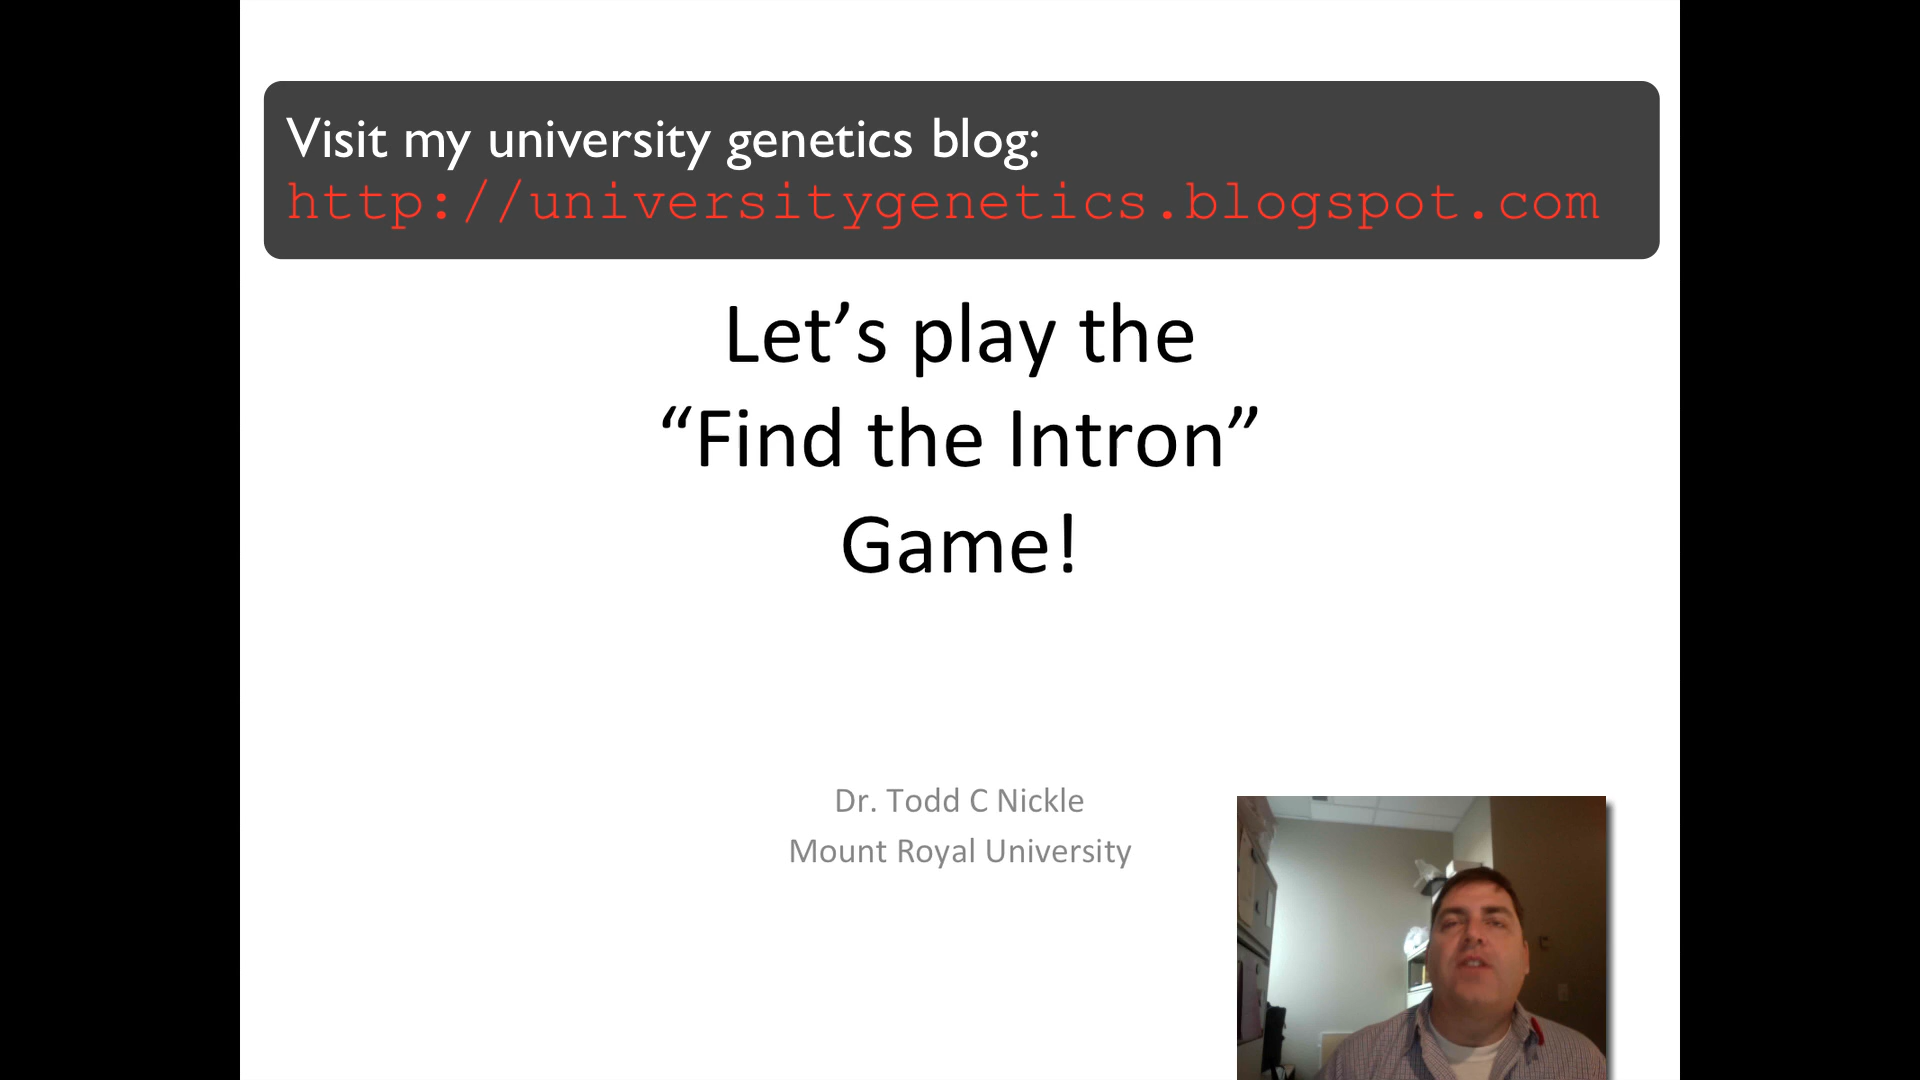 Visit my university genetics blog:
http://universitygenetics.blogspot.com
Let’s play the
“Find the Intron”
Game!
Dr. Todd C Nickle
Mount Royal University